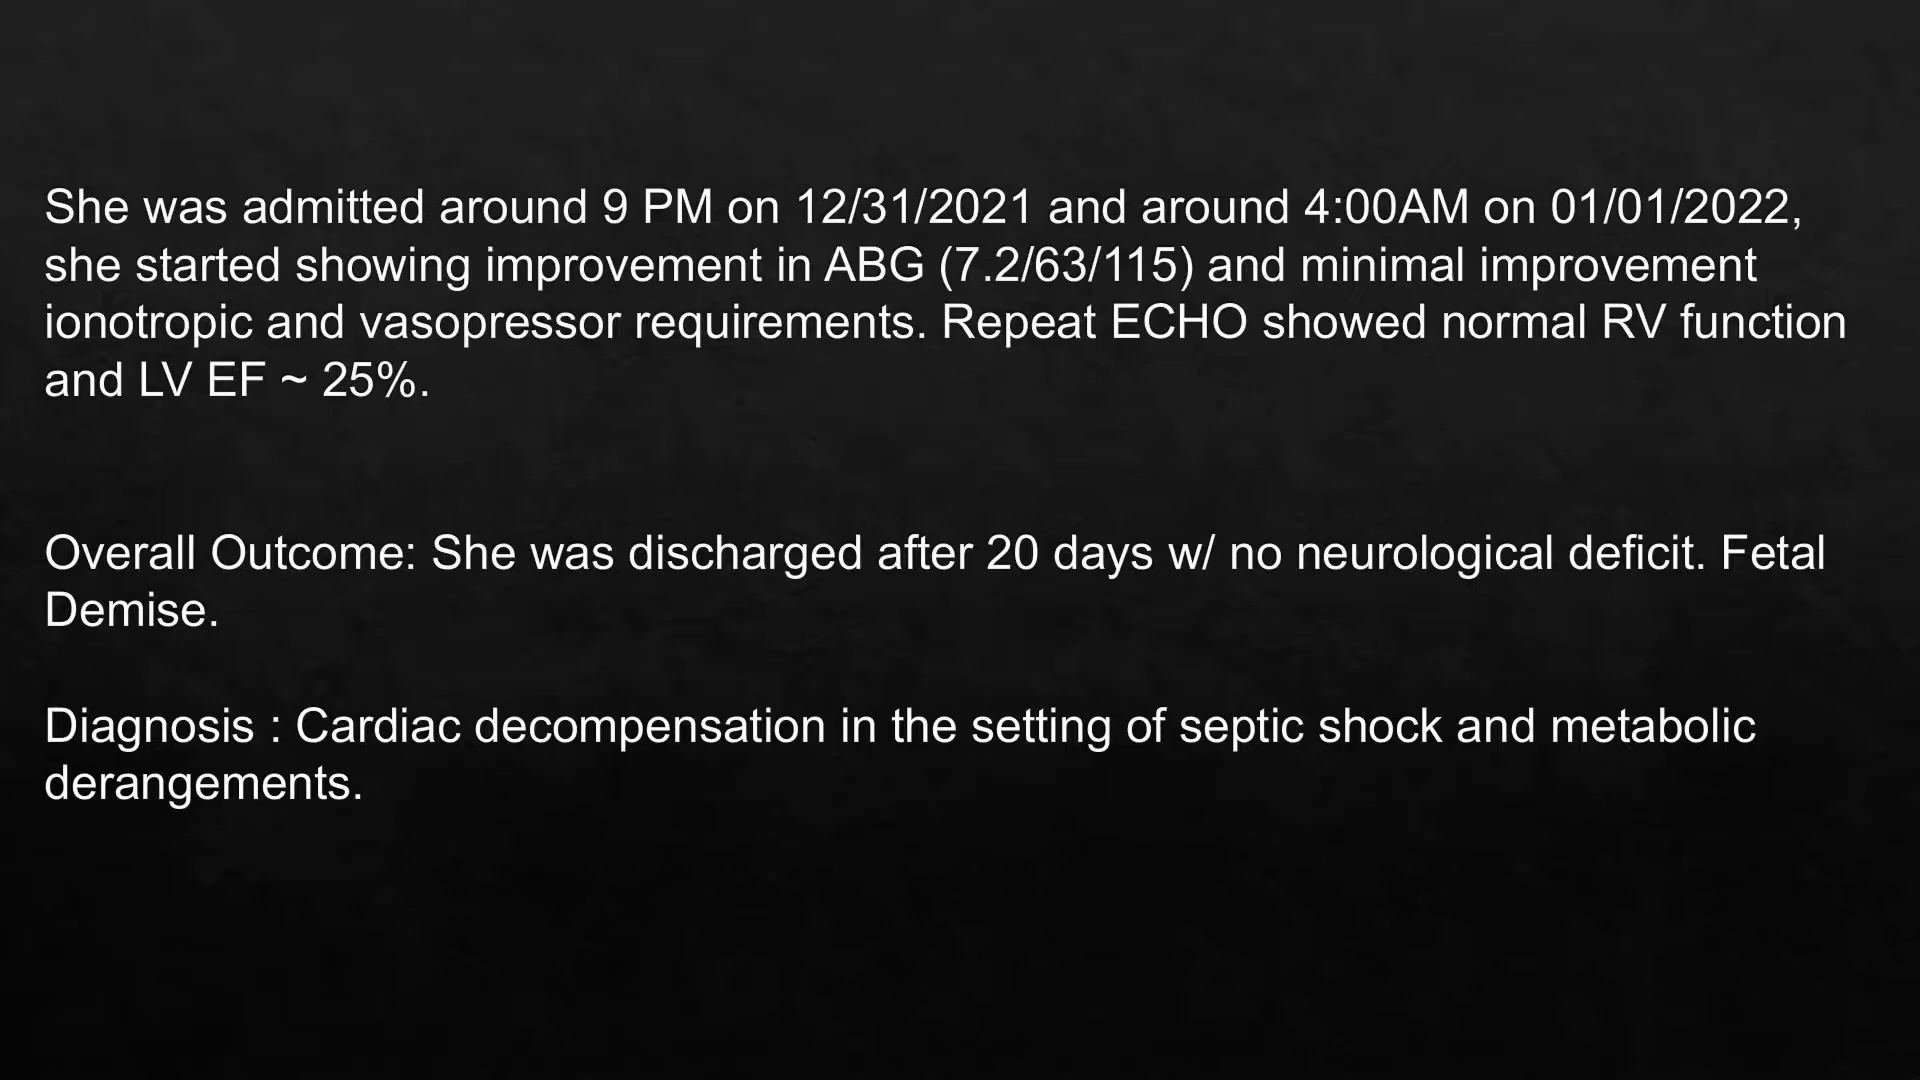 She was admitted around 9 PM on 12/31/2021 and around 4:00AM on 01/01/2022,
she started showing improvement in ABG (7.2/63/115) and minimal improvement
ionotropic and vasopressor requirements. Repeat ECHO showed normal RV function
and LV EF ~ 25%.
Overall Outcome: She was discharged after 20 days w/ no neurological deficit. Fetal
Demise.
Diagnosis : Cardiac decompensation in the setting of septic shock and metabolic
derangements.